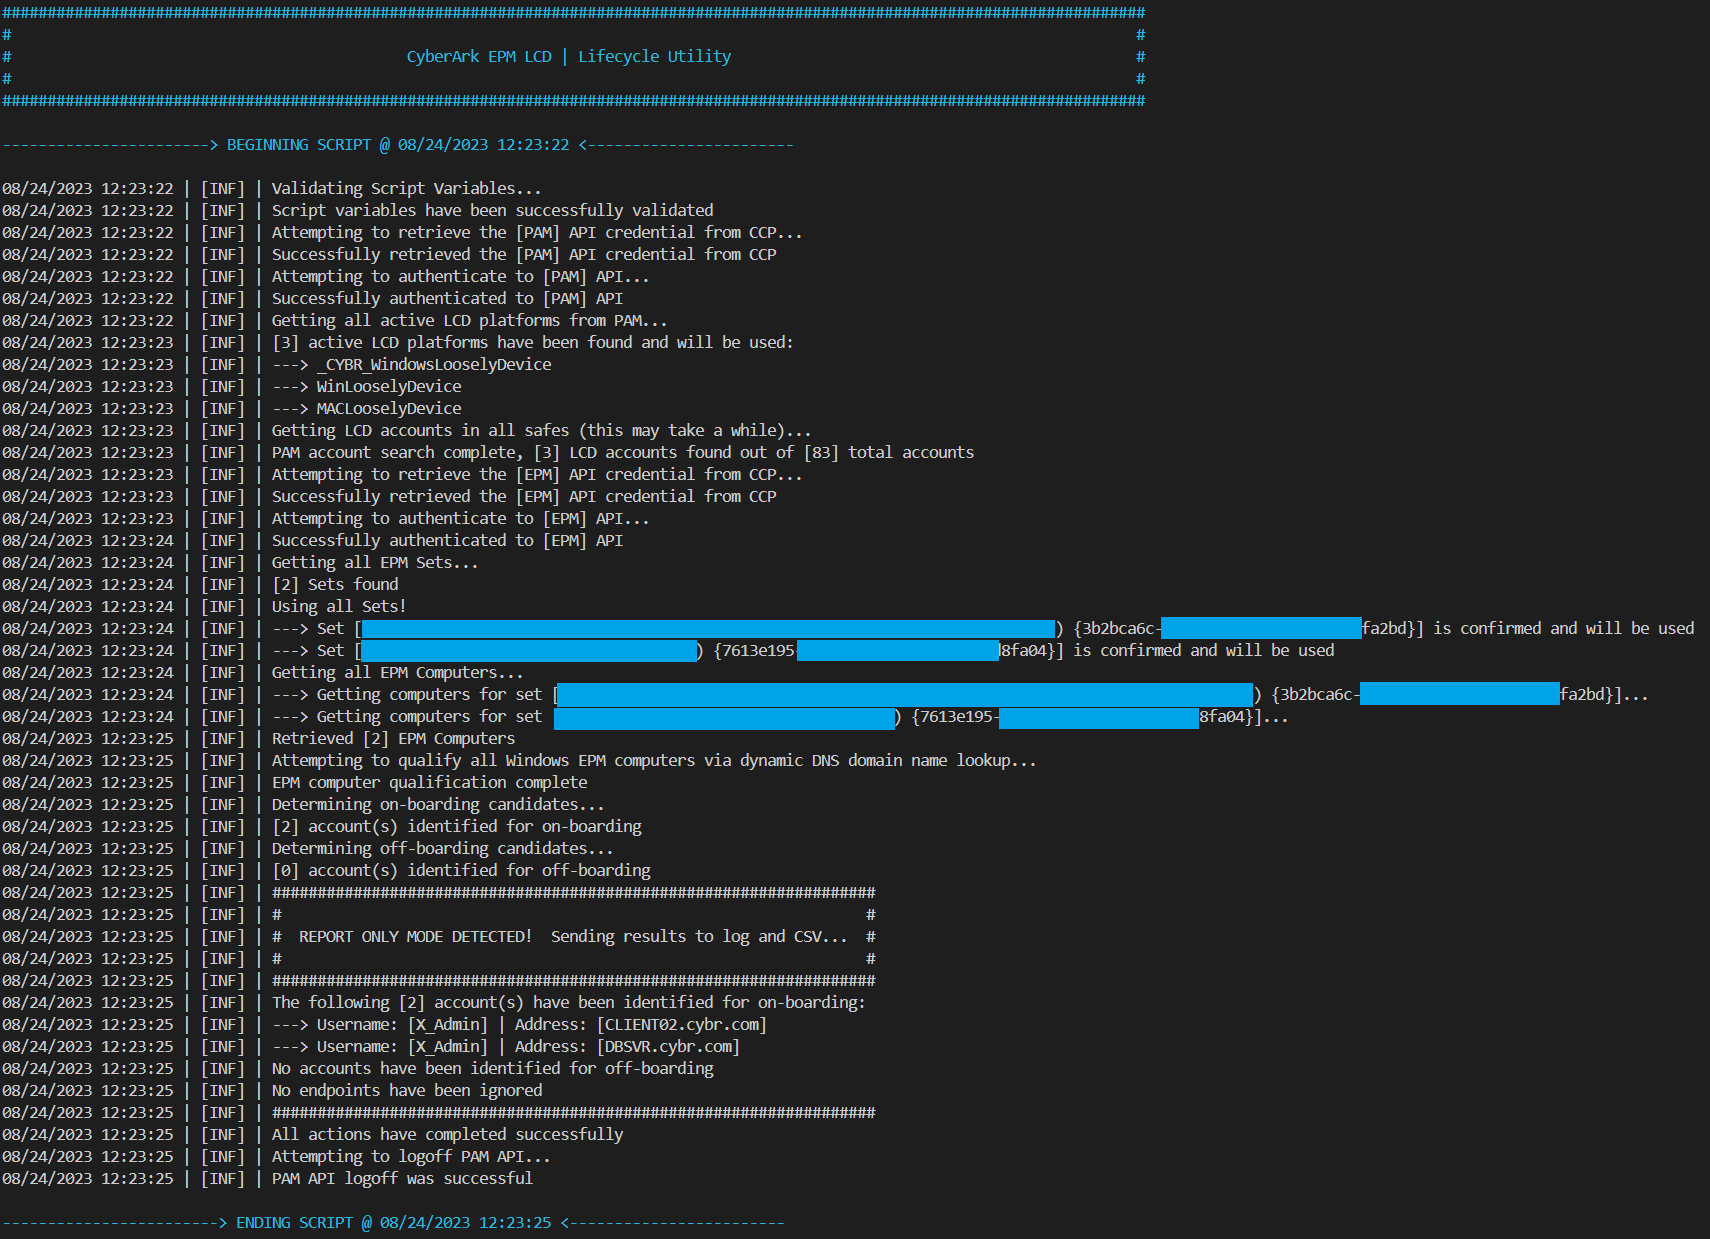 ###############################################################################################################################
# #
# CyberArk EPM LCD | Lifecycle Utility #
# #
###############################################################################################################################
-----------------------> BEGINNING SCRIPT @ 08/24/2023 12:23:22 <-----------------------
08/24/2023 12:23:22 | [INF] | Validating Script Variables...
08/24/2023 12:23:22 | [INF] | Script variables have been successfully validated
08/24/2023 12:23:22 | [INF] | Attempting to retrieve the [PAM] API credential from CCP...
08/24/2023 12:23:22 | [INF] | Successfully retrieved the [PAM] API credential from CCP
08/24/2023 12:23:22 | [INF] | Attempting to authenticate to [PAM] API...
08/24/2023 12:23:22 | [INF] | Successfully authenticated to [PAM] API
08/24/2023 12:23:22 | [INF] | Getting all active LCD platforms from PAM...
08/24/2023 12:23:23 | [INF] | [3] active LCD platforms have been found and will be used:
08/24/2023 12:23:23 | [INF] | ---> _CYBR_WindowsLooselyDevice
08/24/2023 12:23:23 | [INF] | ---> WinLooselyDevice
08/24/2023 12:23:23 | [INF] | ---> MACLooselyDevice
08/24/2023 12:23:23 | [INF] | Getting LCD accounts in all safes (this may take a while)...
08/24/2023 12:23:23 | [INF] | PAM account search complete, [3] LCD accounts found out of [83] total accounts
08/24/2023 12:23:23 | [INF] | Attempting to retrieve the [EPM] API credential from CCP...
08/24/2023 12:23:23 | [INF] | Successfully retrieved the [EPM] API credential from CCP
08/24/2023 12:23:23 | [INF] | Attempting to authenticate to [EPM] API...
08/24/2023 12:23:24 | [INF] | Successfully authenticated to [EPM] API
08/24/2023 12:23:24 | [INF] | Getting all EPM Sets...
08/24/2023 12:23:24 | [INF] | [2] Sets found
08/24/2023 12:23:24 | [INF] | Using all Sets!
08/24/2023 12:23:24 | [INF] | ---> Set [ ) {3b2bca6c- fa2bd}] is confirmed and will be used
08/24/2023 12:23:24 | [INF] | ---> Set [ ) {7613e195- 8fa04}] is confirmed and will be used
08/24/2023 12:23:24 | [INF] | Getting all EPM Computers...
08/24/2023 12:23:24 | [INF] | ---> Getting computers for set [ ) {3b2bca6c- fa2bd}]...
08/24/2023 12:23:24 | [INF] | ---> Getting computers for set ) {7613e195- 8fa04}]...
08/24/2023 12:23:25 | [INF] | Retrieved [2] EPM Computers
08/24/2023 12:23:25 | [INF] | Attempting to qualify all Windows EPM computers via dynamic DNS domain name lookup...
08/24/2023 12:23:25 | [INF] | EPM computer qualification complete
08/24/2023 12:23:25 | [INF] | Determining on-boarding candidates...
08/24/2023 12:23:25 | [INF] | [2] account(s) identified for on-boarding
08/24/2023 12:23:25 | [INF] | Determining off-boarding candidates...
08/24/2023 12:23:25 | [INF] | [0] account(s) identified for off-boarding
08/24/2023 12:23:25 | [INF] | ###################################################################
08/24/2023 12:23:25 | [INF] | # #
08/24/2023 12:23:25 | [INF] | # REPORT ONLY MODE DETECTED! Sending results to log and CSV... #
08/24/2023 12:23:25 | [INF] | # #
08/24/2023 12:23:25 | [INF] | ###################################################################
08/24/2023 12:23:25 | [INF] | The following [2] account(s) have been identified for on-boarding:
08/24/2023 12:23:25 | [INF] | ---> Username: [X_Admin] | Address: [CLIENT02.cybr.com]
08/24/2023 12:23:25 | [INF] | ---> Username: [X_Admin] | Address: [DBSVR.cybr.com]
08/24/2023 12:23:25 | [INF] | No accounts have been identified for off-boarding
08/24/2023 12:23:25 | [INF] | No endpoints have been ignored
08/24/2023 12:23:25 | [INF] | ###################################################################
08/24/2023 12:23:25 | [INF] | All actions have completed successfully
08/24/2023 12:23:25 | [INF] | Attempting to logoff PAM API...
08/24/2023 12:23:25 | [INF] | PAM API logoff was successful
------------------------> ENDING SCRIPT @ 08/24/2023 12:23:25 <------------------------